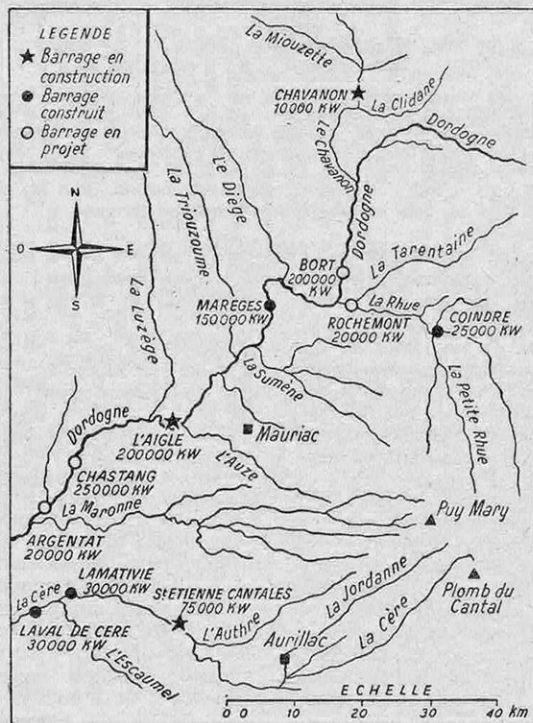 LEGENDE
Barrage en
construction
Barrage
construit
Barrage en
projet
La Miouzette
CHAVANON
10000 KW
La Clidane
Dordogne
Le Chavanon
Le Diège
La Triouzoume
La Luzège
N
O
E
S
Dordogne
BORT
200000
KW
La Tarentaine
MAREGES
150000 KW
La Rhue
ROCHEMONT
20000 KW
COINDRE
25000 KW
La Petite Rhue
La Sumène
Dordogne
L'AIGLE
200000 KW
Mauriac
L'Auze
CHASTANG
250000 KW
La Maronne
ARGENTAT
20000 KW
Puy Mary
Plomb du
Cantal
LAMATIVIE
30000 KW
La Cère
St ETIENNE CANTALES
75000 KW
La Jordanne
L'Authre
La Cère
LAVAL DE CERE
30000 KW
L'Escaumel
Aurillac
ECHELLE
0 0 10 20 30 40 km